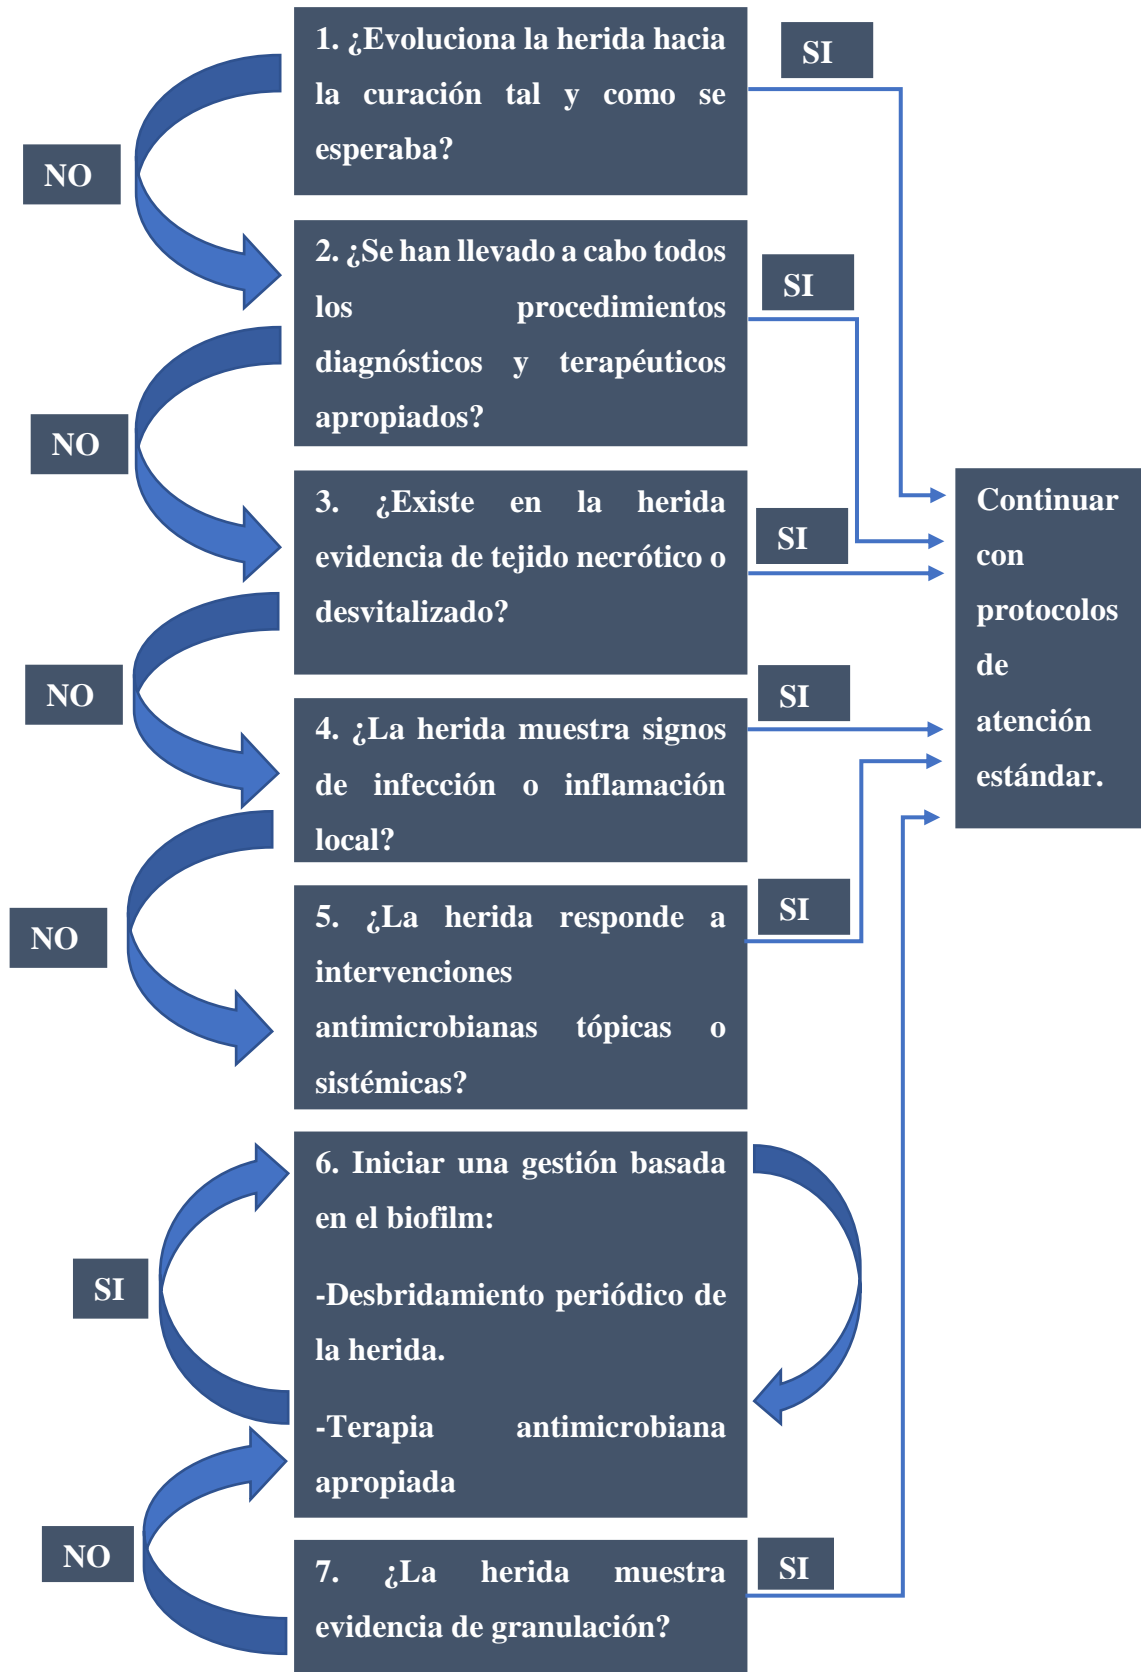 1. ¿Evoluciona la herida hacia
la curación tal y como se
esperaba?
SI
NO
2. ¿Se han llevado a cabo todos
los procedimientos
diagnósticos y terapéuticos
apropiados?
SI
NO
3. ¿Existe en la herida
evidencia de tejido necrótico o
desvitalizado?
SI
NO
4. ¿La herida muestra signos
de infección o inflamación
local?
SI
NO
5. ¿La herida responde a
intervenciones
antimicrobianas tópicas o
sistémicas?
SI
Continuar
con
protocolos
de
atención
estándar.
6. Iniciar una gestión basada
en el biofilm:
-Desbridamiento periódico de
la herida.
-Terapia antimicrobiana
apropiada
SI
NO
7. ¿La herida muestra
evidencia de granulación?
SI